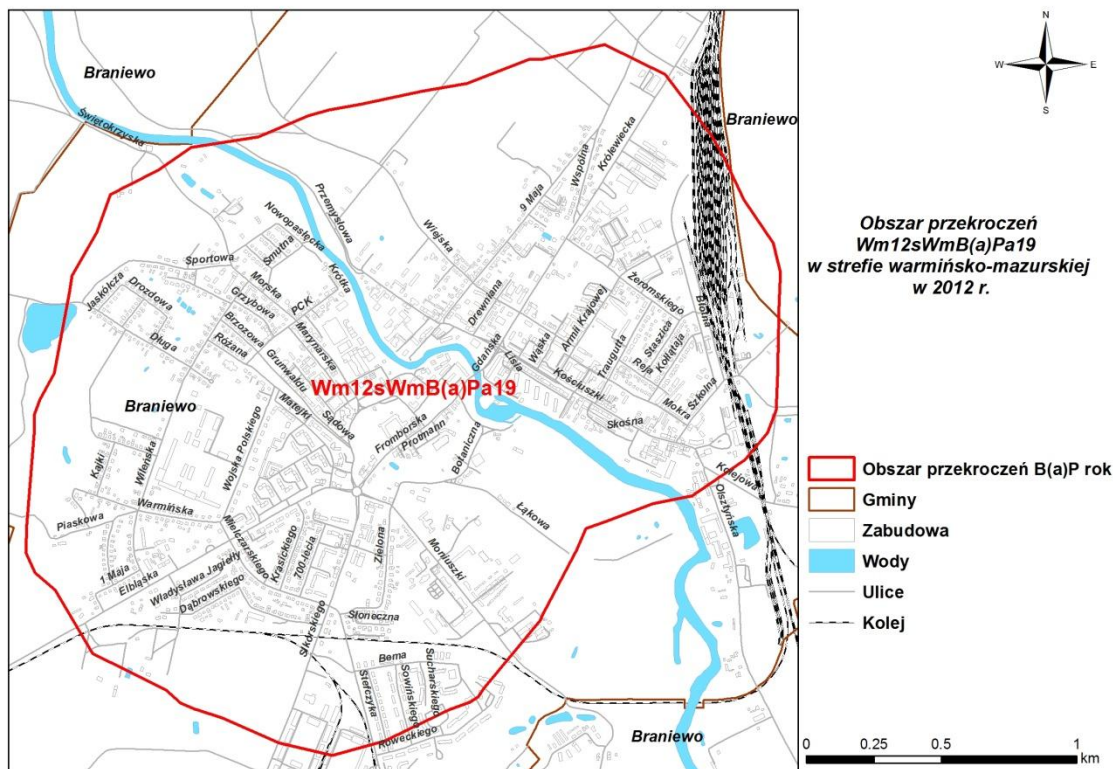 Braniewo
Świętokrzyska
Braniewo
Przemysłowa
Wiejska
9 Maja
Wspólna
Królewiecka
Nowopasłęcka
Smutna
Krótka
Sportowa
Morska
PCK
Jaskółcza
Drozdowa
Grzybowa
Brzozowa
Marynarska
Długa
Różana
Grunwaldu
Drewniana
Gdańska
Lisia
Wąska
Armii Krajowej
Żeromskiego
Błotna
Staszica
Kołłątaja
Reja
Traugutta
Kościuszki
Szkolna
Mokra
Skośna
Wm12sWmB(a)Pa19
Braniewo
Matejki
Sądowa
Fromborska
Protmann
Botaniczna
Wojska Polskiego
Kajki
Wileńska
Warmińska
Piaskowa
Kolejowa
Olsztyńska
Łąkowa
Mielczarskiego
Krasickiego
700-lecia
Zielona
Moniuszki
1 Maja
Elbląska
Władysława Jagiełły
Dąbrowskiego
Słoneczna
Sikorskiego
Bema
Stefczyka
Sowińskiego
Sucharskiego
Roweckiego
Braniewo
N
W
E
S
Obszar przekroczeń
Wm12sWmB(a)Pa19
w strefie warmińsko-mazurskiej
w 2012 r.
Obszar przekroczeń B(a)P rok
Gminy
Zabudowa
Wody
Ulice
Kolej
0 0.25 0.5 1
km